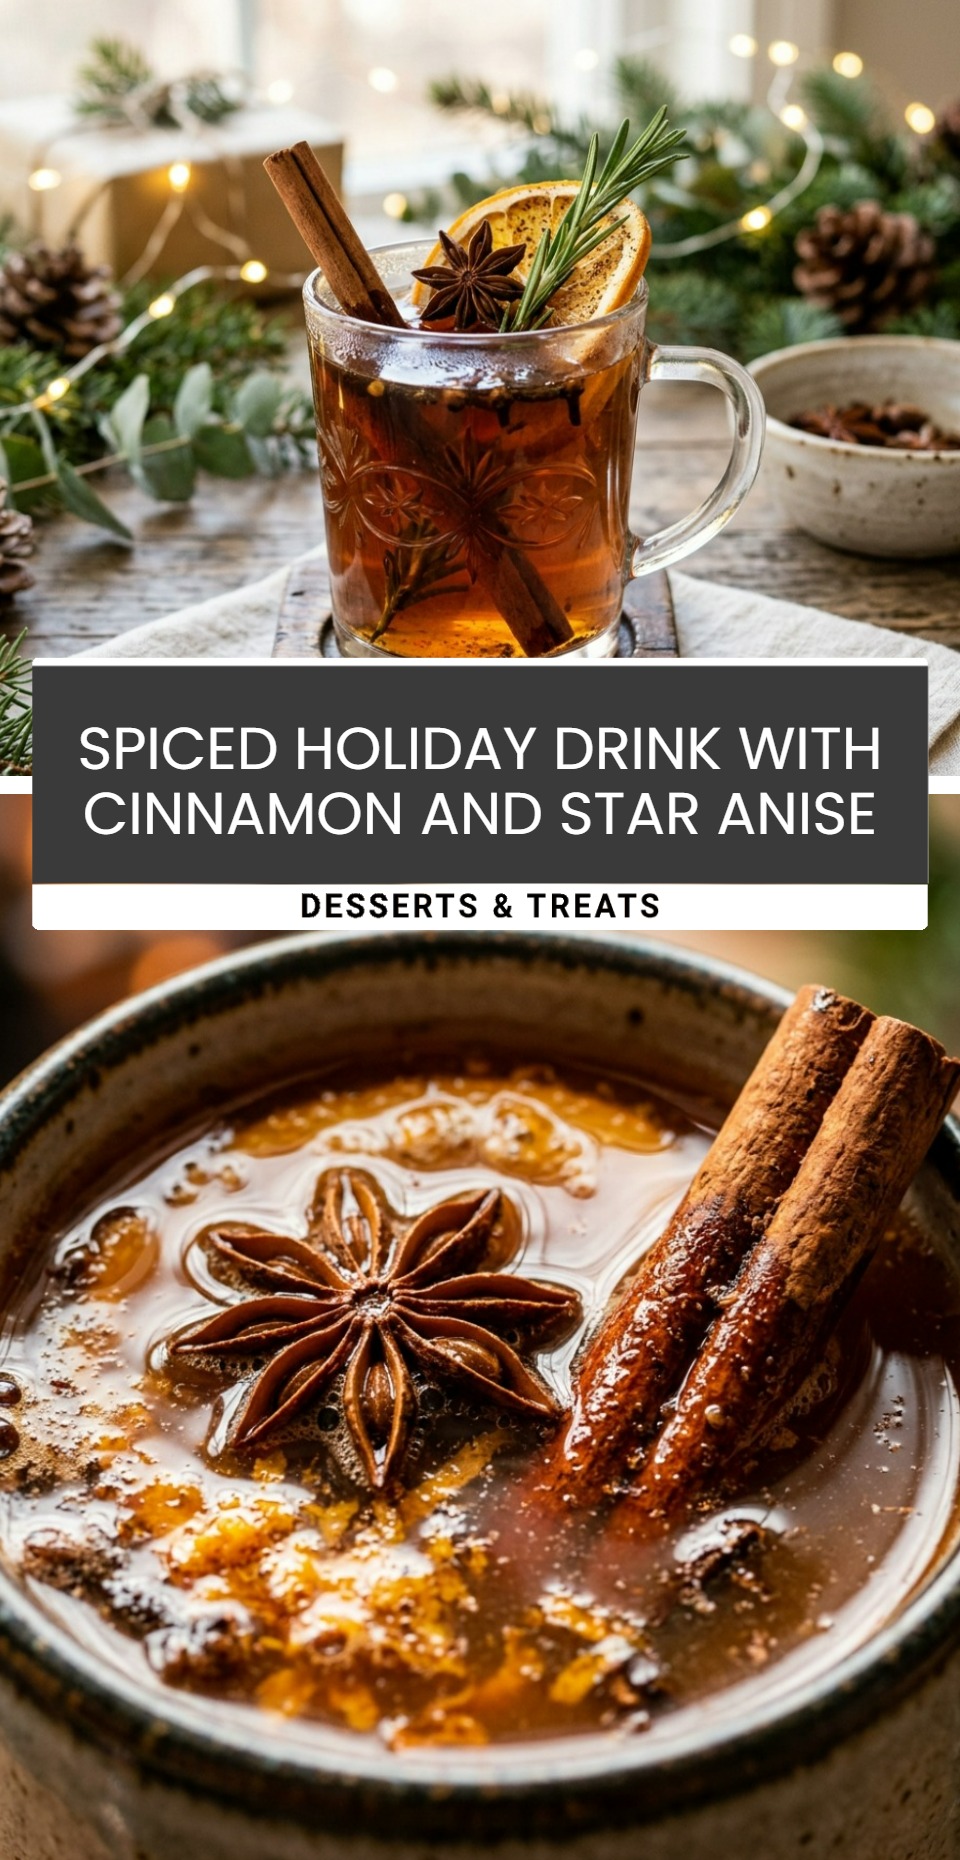 SPICED HOLIDAY DRINK WITH
CINNAMON AND STAR ANISE
DESSERTS & TREATS